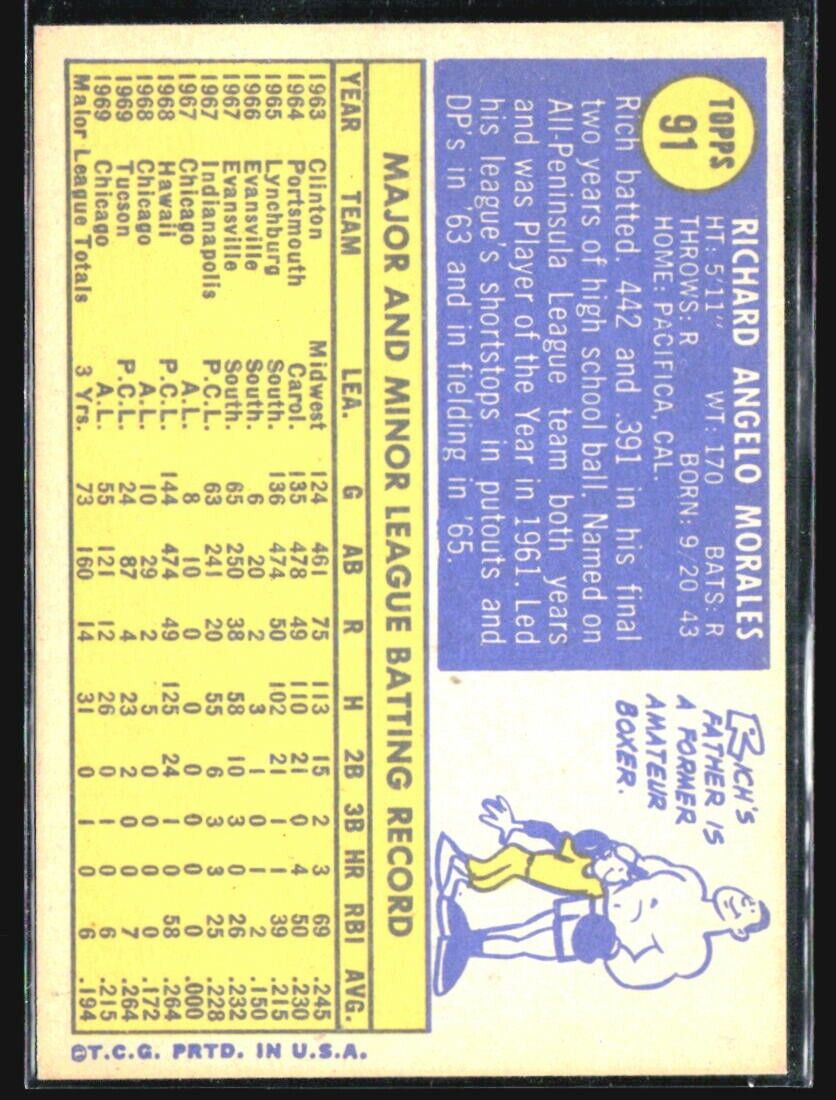 TOPPS
91
RICHARD ANGELO MORALES
HT: 5'11" WT: 170 BATS: R
THROWS: R BORN: 9/20 43
HOME: PACIFICA, CAL.
Rich batted. 442 and .391 in his final
two years of high school ball. Named on
All-Peninsula League team both years
and was Player of the Year in 1961. Led
his league's shortstops in putouts and
DP's in '63 and in fielding in '65.
RICH'S
FATHER IS
A FORMER
AMATEUR
BOXER.
MAJOR AND MINOR LEAGUE BATTING RECORD
YEAR TEAM LEA. G AB R H 2B 3B HR RBI AVG.
1963 Clinton Midwest 124 461 75 113 15 2 3 69 .245
1964 Portsmouth Carol. 135 478 49 110 21 0 4 50 .230
1965 Lynchburg South. 136 474 50 102 21 1 1 39 .215
1966 Evansville South. 6 20 2 3 1 0 1 2 .150
1967 Evansville South. 65 250 38 58 10 3 0 26 .232
1967 Indianapolis P.C.L. 63 241 20 55 6 3 3 25 .228
1967 Chicago A.L. 8 10 0 0 0 0 0 0 .000
1968 Hawaii P.C.L. 144 474 49 125 24 1 0 58 .264
1968 Chicago A.L. 10 29 2 5 0 0 0 0 .172
1969 Tucson P.C.L. 24 87 4 23 2 0 0 7 .264
1969 Chicago A.L. 55 121 12 26 0 1 0 6 .215
Major League Totals 3 Yrs. 73 160 14 31 0 1 0 6 .194
©T.C.G. PRTD. IN U.S.A.